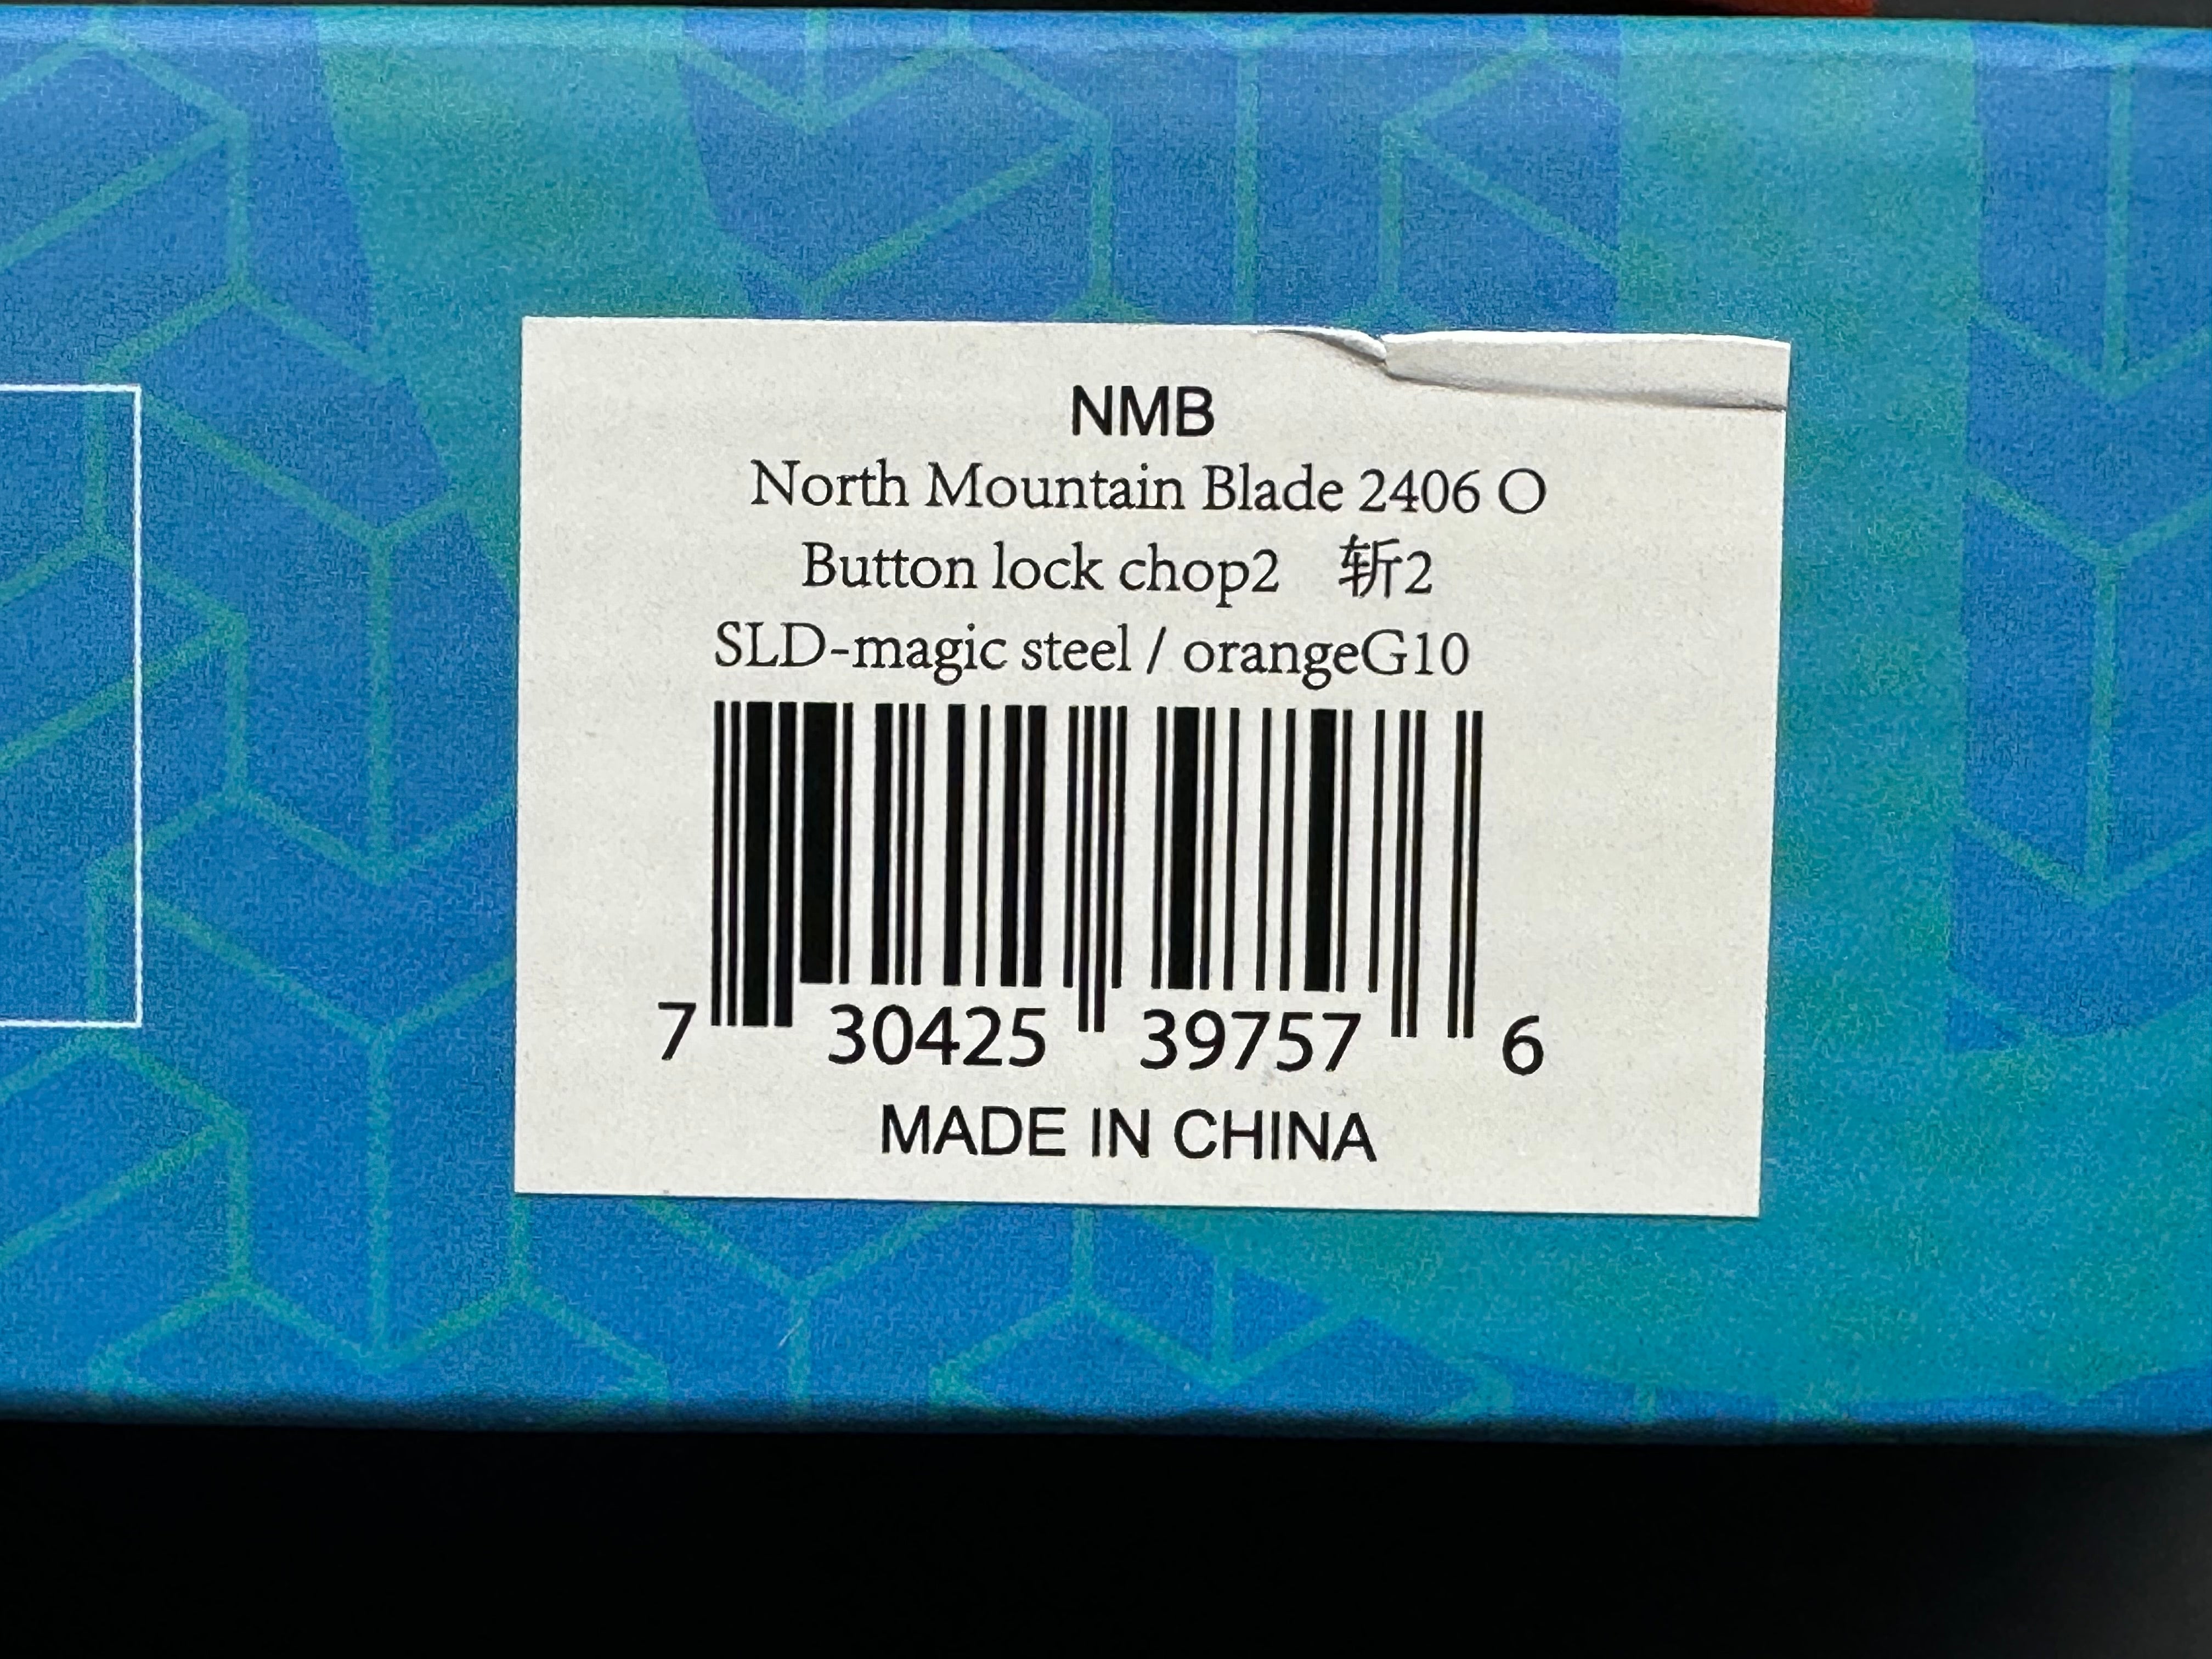 NMB
North Mountain Blade 2406 O
Button lock chop2 斩2
SLD-magic steel / orangeG10
7 30425 39757 6
MADE IN CHINA